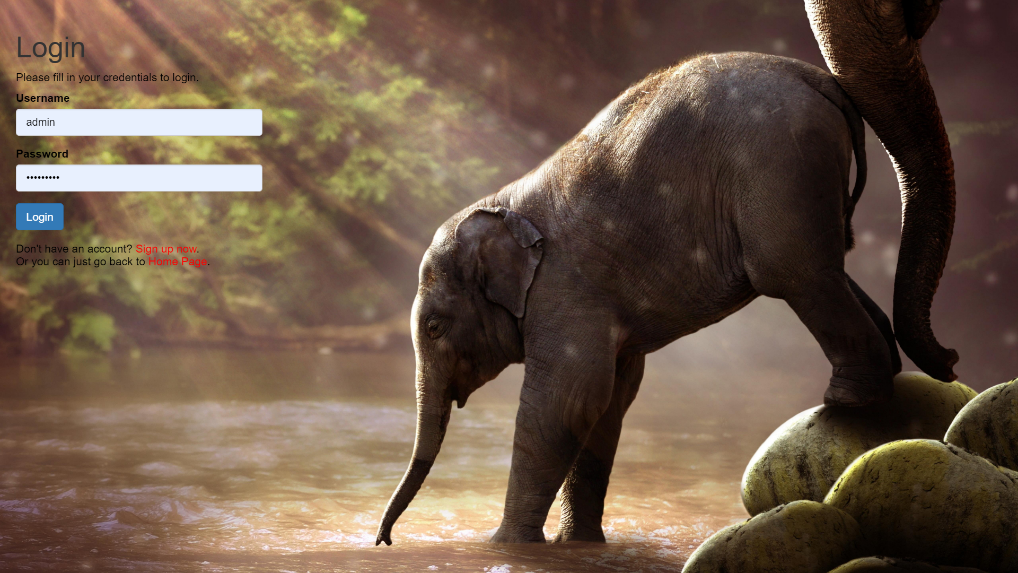 Login
Please fill in your credentials to login.
Username
admin
Password
•••••••••
Login
Don't have an account? Sign up now.
Or you can just go back to Home Page.